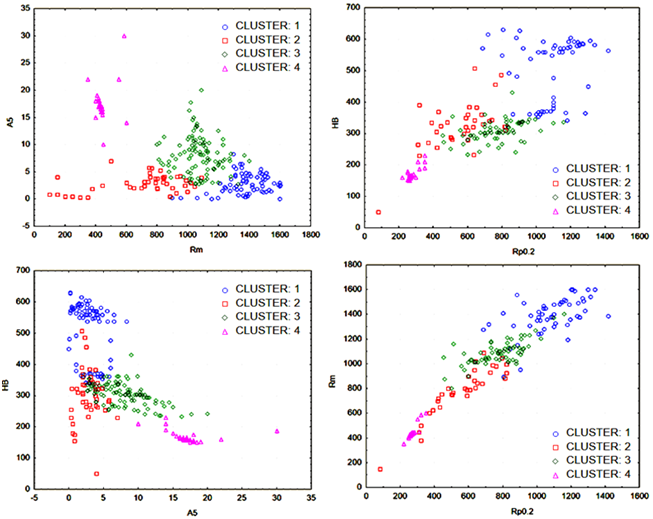 35
30
25
20
15
10
5
0
-5
A5
0 200 400 600 800 1000 1200 1400 1600 1800
Rm
CLUSTER: 1
CLUSTER: 2
CLUSTER: 3
CLUSTER: 4
700
600
500
400
300
200
100
0
HB
0 200 400 600 800 1000 1200 1400 1600
Rp0.2
CLUSTER: 1
CLUSTER: 2
CLUSTER: 3
CLUSTER: 4
700
600
500
400
300
200
100
0
HB
-5 0 5 10 15 20 25 30 35
A5
CLUSTER: 1
CLUSTER: 2
CLUSTER: 3
CLUSTER: 4
1800
1600
1400
1200
1000
800
600
400
200
0
Rm
0 200 400 600 800 1000 1200 1400 1600
Rp0.2
CLUSTER: 1
CLUSTER: 2
CLUSTER: 3
CLUSTER: 4